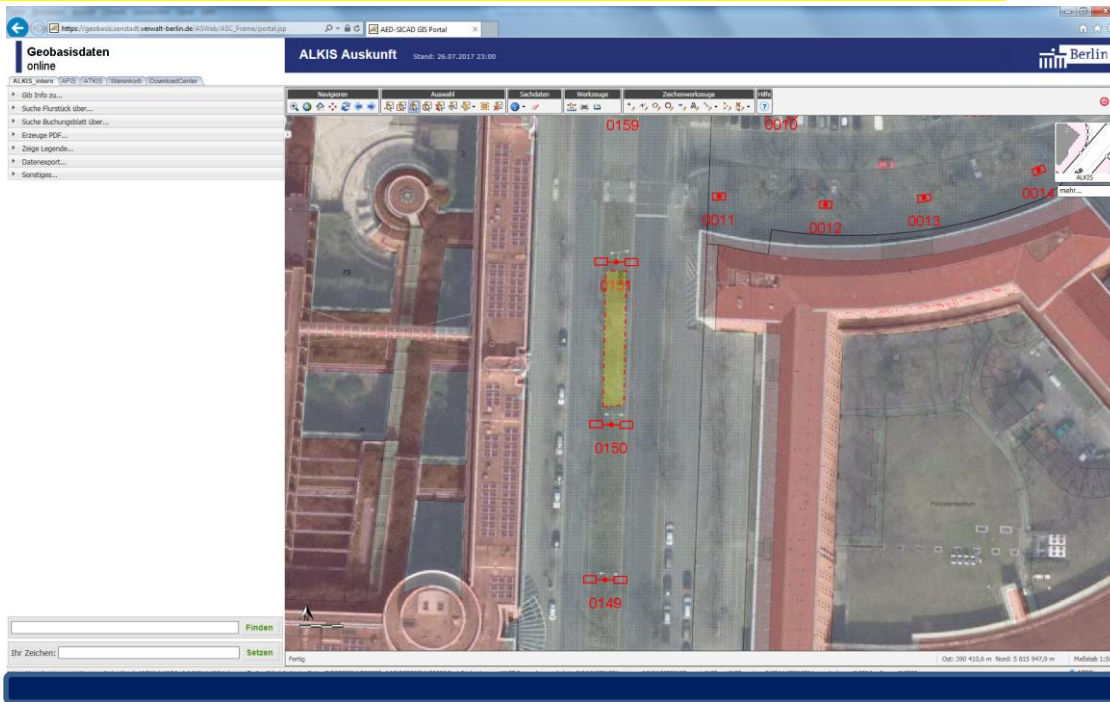 https://geobasis.senstadt.verwalt-berlin.de/ASWeb/ASC_Frame/portal.jsp
AED-SICAD GIS Portal
Geobasisdaten
online
ALKIS Auskunft Stand: 26.07.2017 23:00
Berlin
ALKIS_intern AFIS ATKIS Warenkorb DownloadCenter
Gib Info zu...
Suche Flurstück über...
Suche Buchungsblatt über...
Erzeuge PDF...
Zeige Legende...
Datenexport...
Sonstiges...
Navigieren Auswahl Sachdaten Werkzeuge Zeichenwerkzeuge Hilfe
0159
0010
ALKIS
mehr...
0014
0011
0012
0013
73
0151
0150
Polizeipräsidium
0149
N
Finden
Ihr Zeichen:
Setzen
Fertig
Ost: 390 410,6 m Nord: 5 815 947,9 m